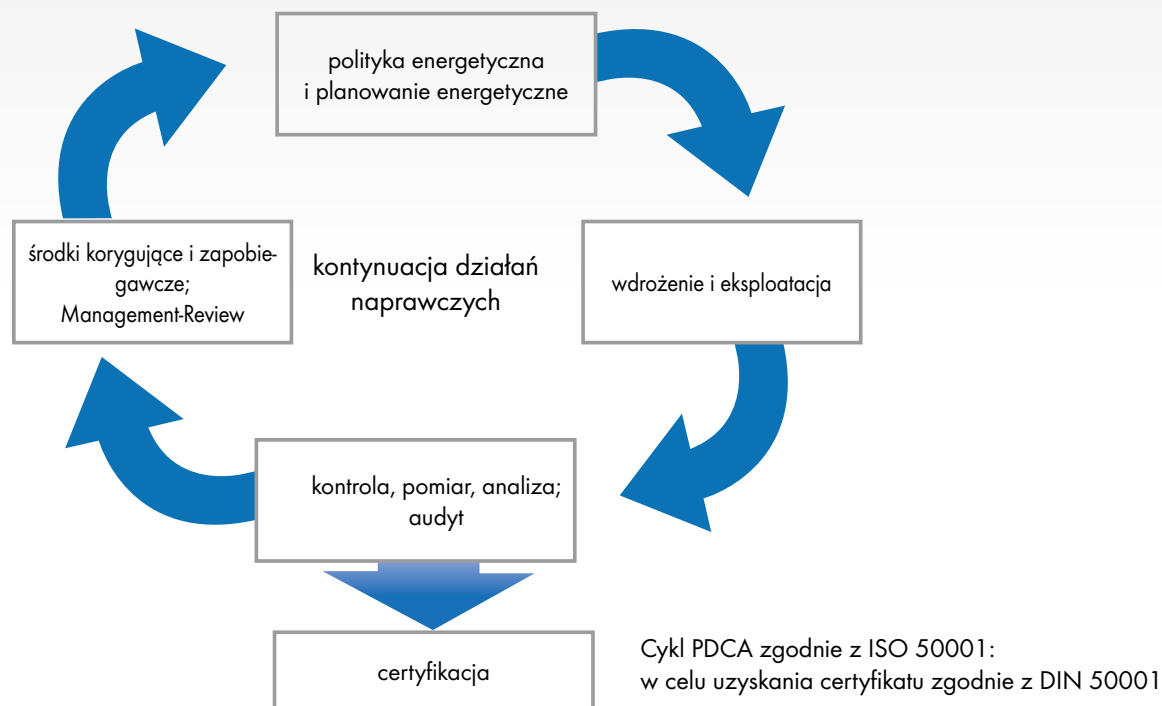 polityka energetyczna
i planowanie energetyczne
środki korygujące i zapobie-
gawcze;
Management-Review
kontynuacja działań
naprawczych
wdrożenie i eksploatacja
kontrola, pomiar, analiza;
audyt
certyfikacja
Cykl PDCA zgodnie z ISO 50001:
w celu uzyskania certyfikatu zgodnie z DIN 50001